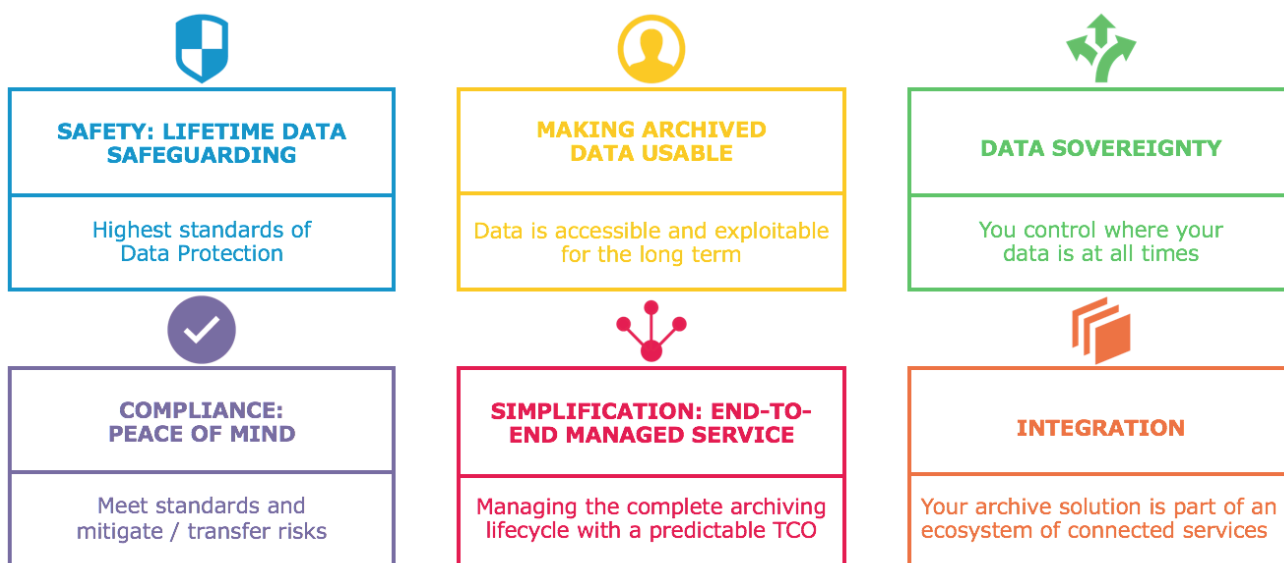 SAFETY: LIFETIME DATA
SAFEGUARDING
Highest standards of
Data Protection
MAKING ARCHIVED
DATA USABLE
Data is accessible and exploitable
for the long term
DATA SOVEREIGNTY
You control where your
data is at all times
COMPLIANCE:
PEACE OF MIND
Meet standards and
mitigate / transfer risks
SIMPLIFICATION: END-TO-
END MANAGED SERVICE
Managing the complete archiving
lifecycle with a predictable TCO
INTEGRATION
Your archive solution is part of an
ecosystem of connected services